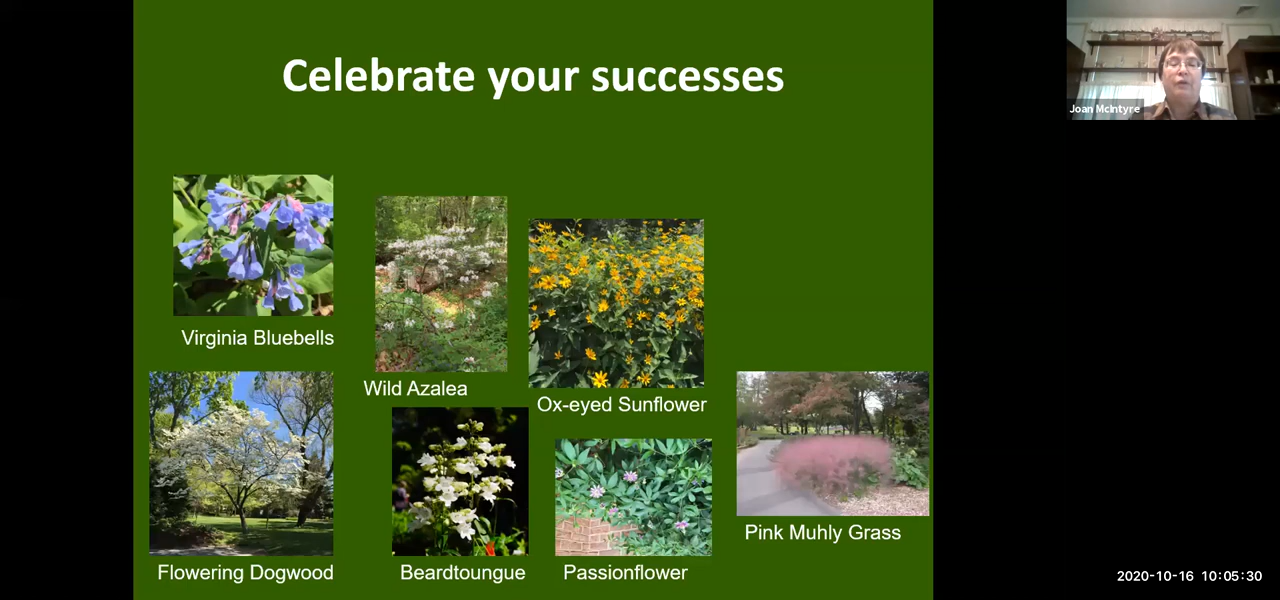 Celebrate your successes
Joan McIntyre
Virginia Bluebells
Wild Azalea
Ox-eyed Sunflower
Pink Muhly Grass
Flowering Dogwood
Beardtoungue
Passionflower
2020-10-16 10:05:30